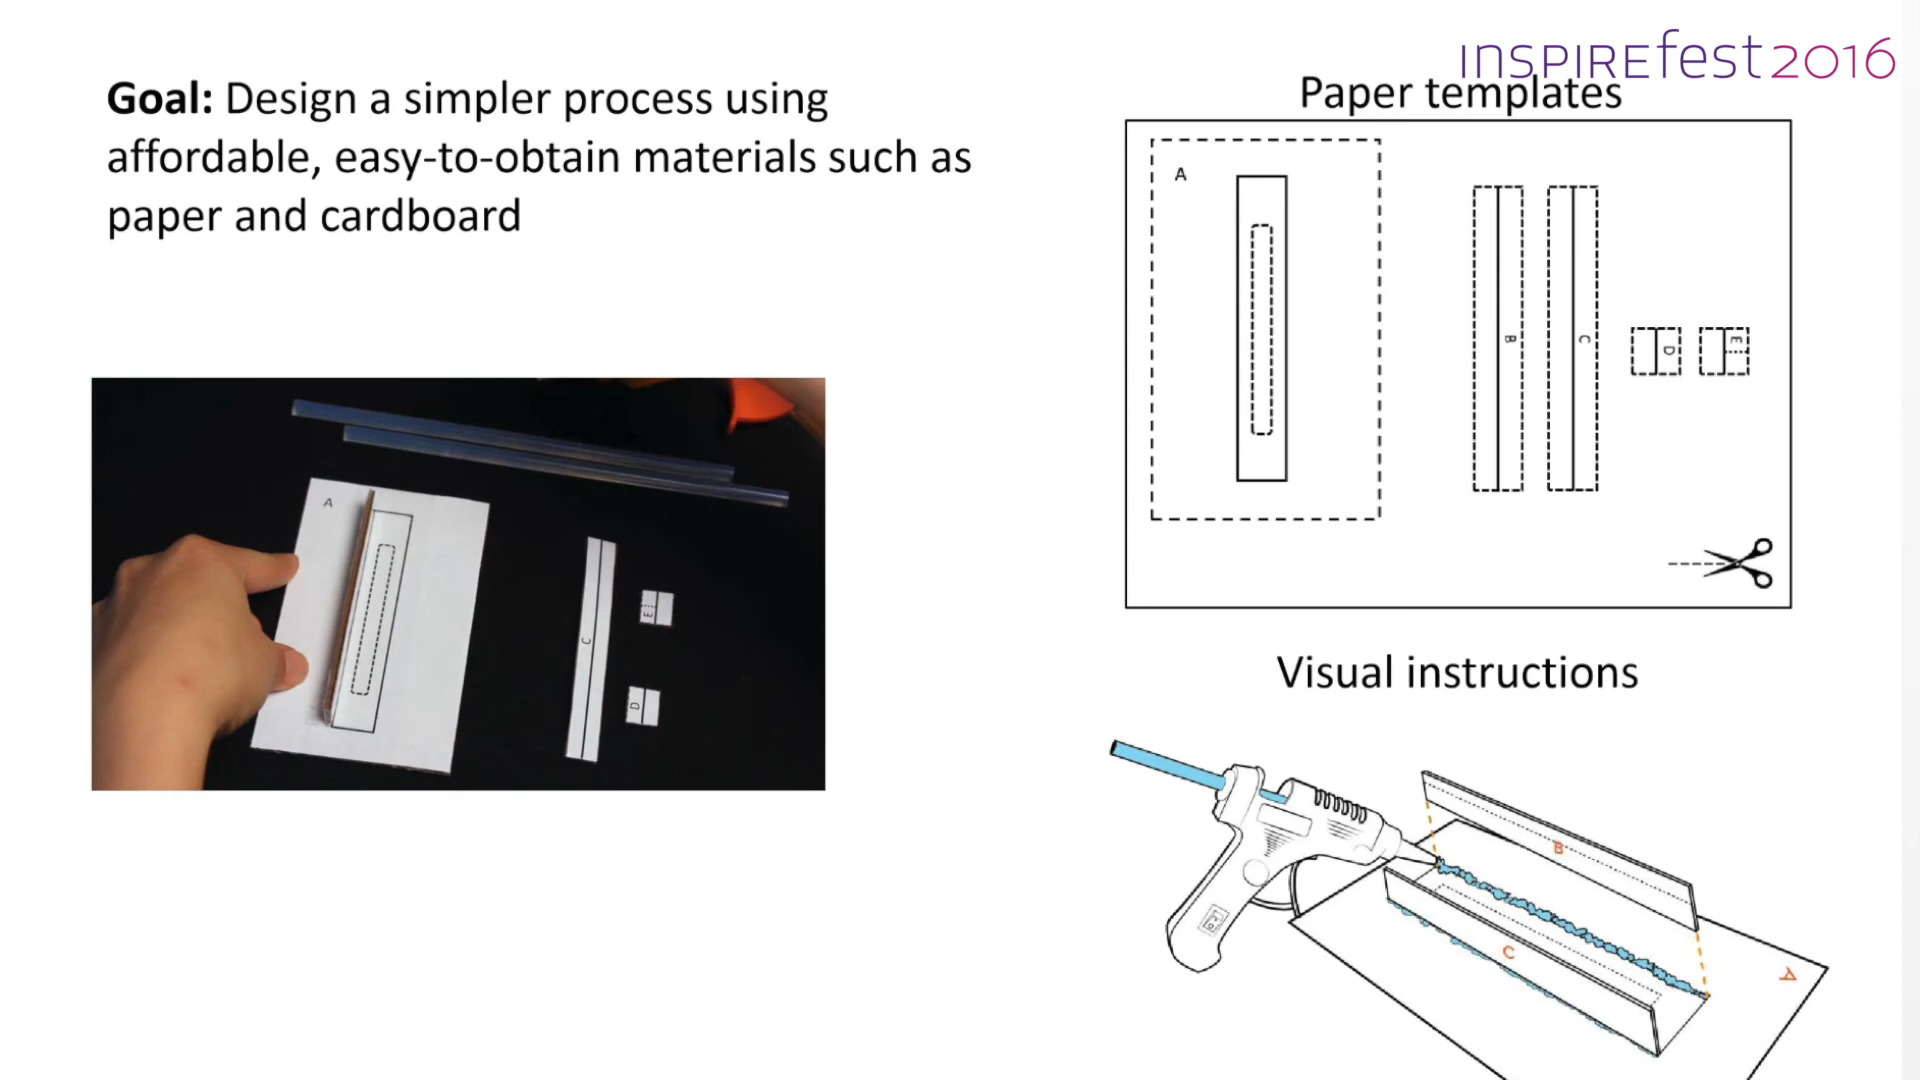 INSPIREfest2016
Goal: Design a simpler process using
affordable, easy-to-obtain materials such as
paper and cardboard
Paper templates
A
B
C
D
E
A
C
E
D
Visual instructions
B
C
A